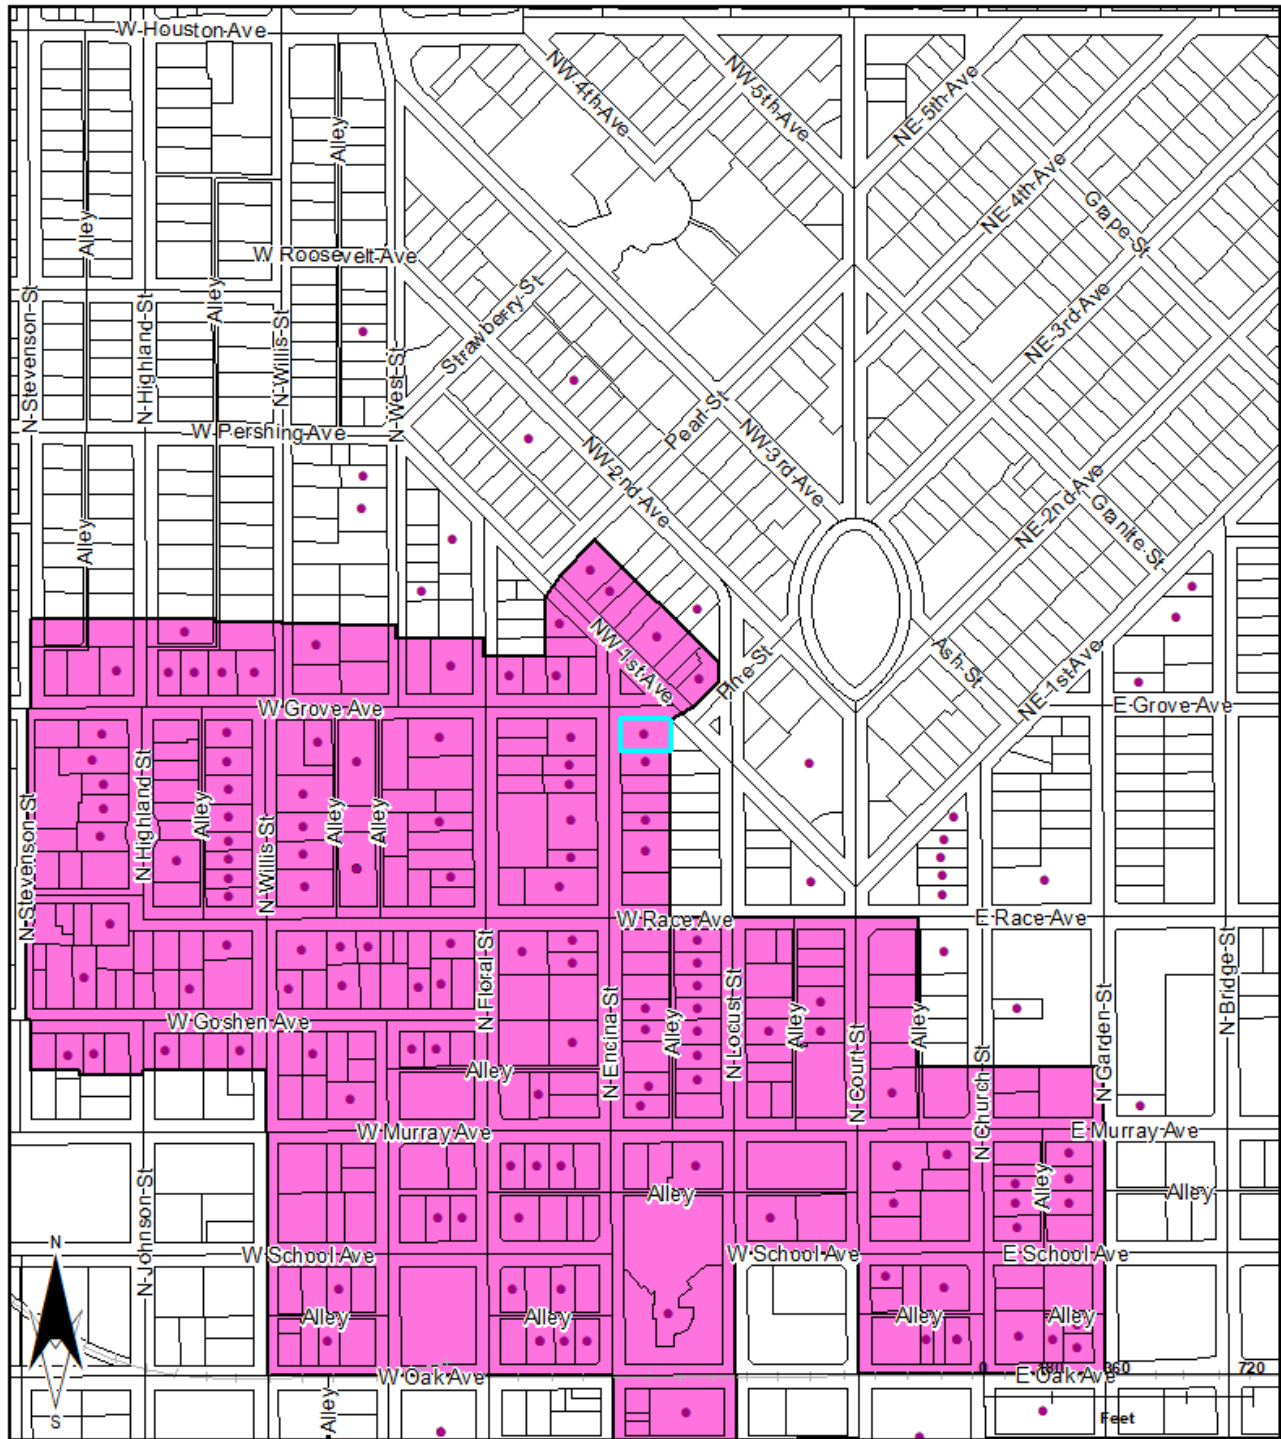 W Houston Ave
NW 4th Ave
NW 5th Ave
NE 5th Ave
Alley
NE 4th Ave
Grape St
Alley
W Roosevelt Ave
Alley
N Stevenson St
N Highland St
N Willis St
N West St
Strawberry St
NE 3rd Ave
W Pershing Ave
Pearl St
NW 3rd Ave
NW 2nd Ave
NE 2nd Ave
Granite St
Alley
NW 1st Ave
Pine St
Ash St
NE 1st Ave
W Grove Ave
E Grove Ave
N Stevenson St
N Highland St
Alley
N Willis St
Alley
Alley
W Race Ave
E Race Ave
N Floral St
N Encina St
Alley
N Locust St
Alley
N Court St
Alley
N Church St
N Garden St
N Bridge St
W Goshen Ave
Alley
W Murray Ave
E Murray Ave
Alley
Alley
Alley
N Johnson St
N
W School Ave
W School Ave
E School Ave
Alley
Alley
Alley
Alley
S
W Oak Ave
0 180 360 720
E Oak Ave
Alley
Feet